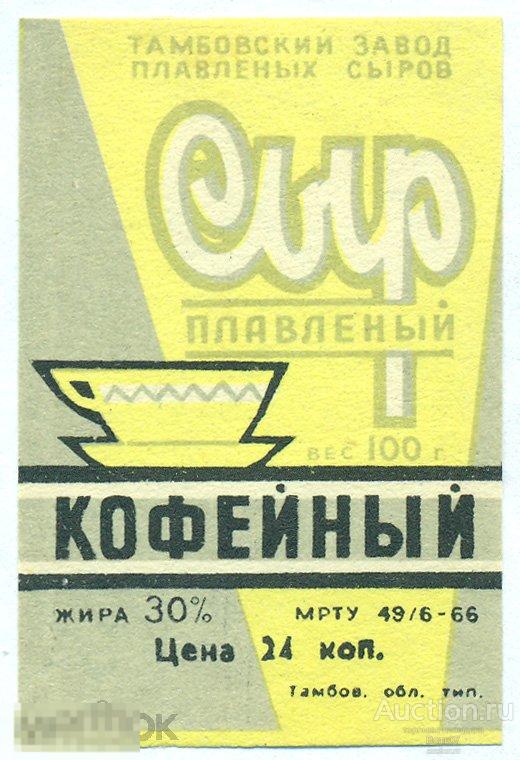 ТАМБОВСКИЙ ЗАВОД
ПЛАВЛЕНЫХ СЫРОВ
Сыр
ПЛАВЛЕНЫЙ
ВЕС 100 г.
КОФЕЙНЫЙ
ЖИРА 30% МРТУ 49/6-66
Цена 24 коп.
Тамбов. обл. тип.
Auction.ru